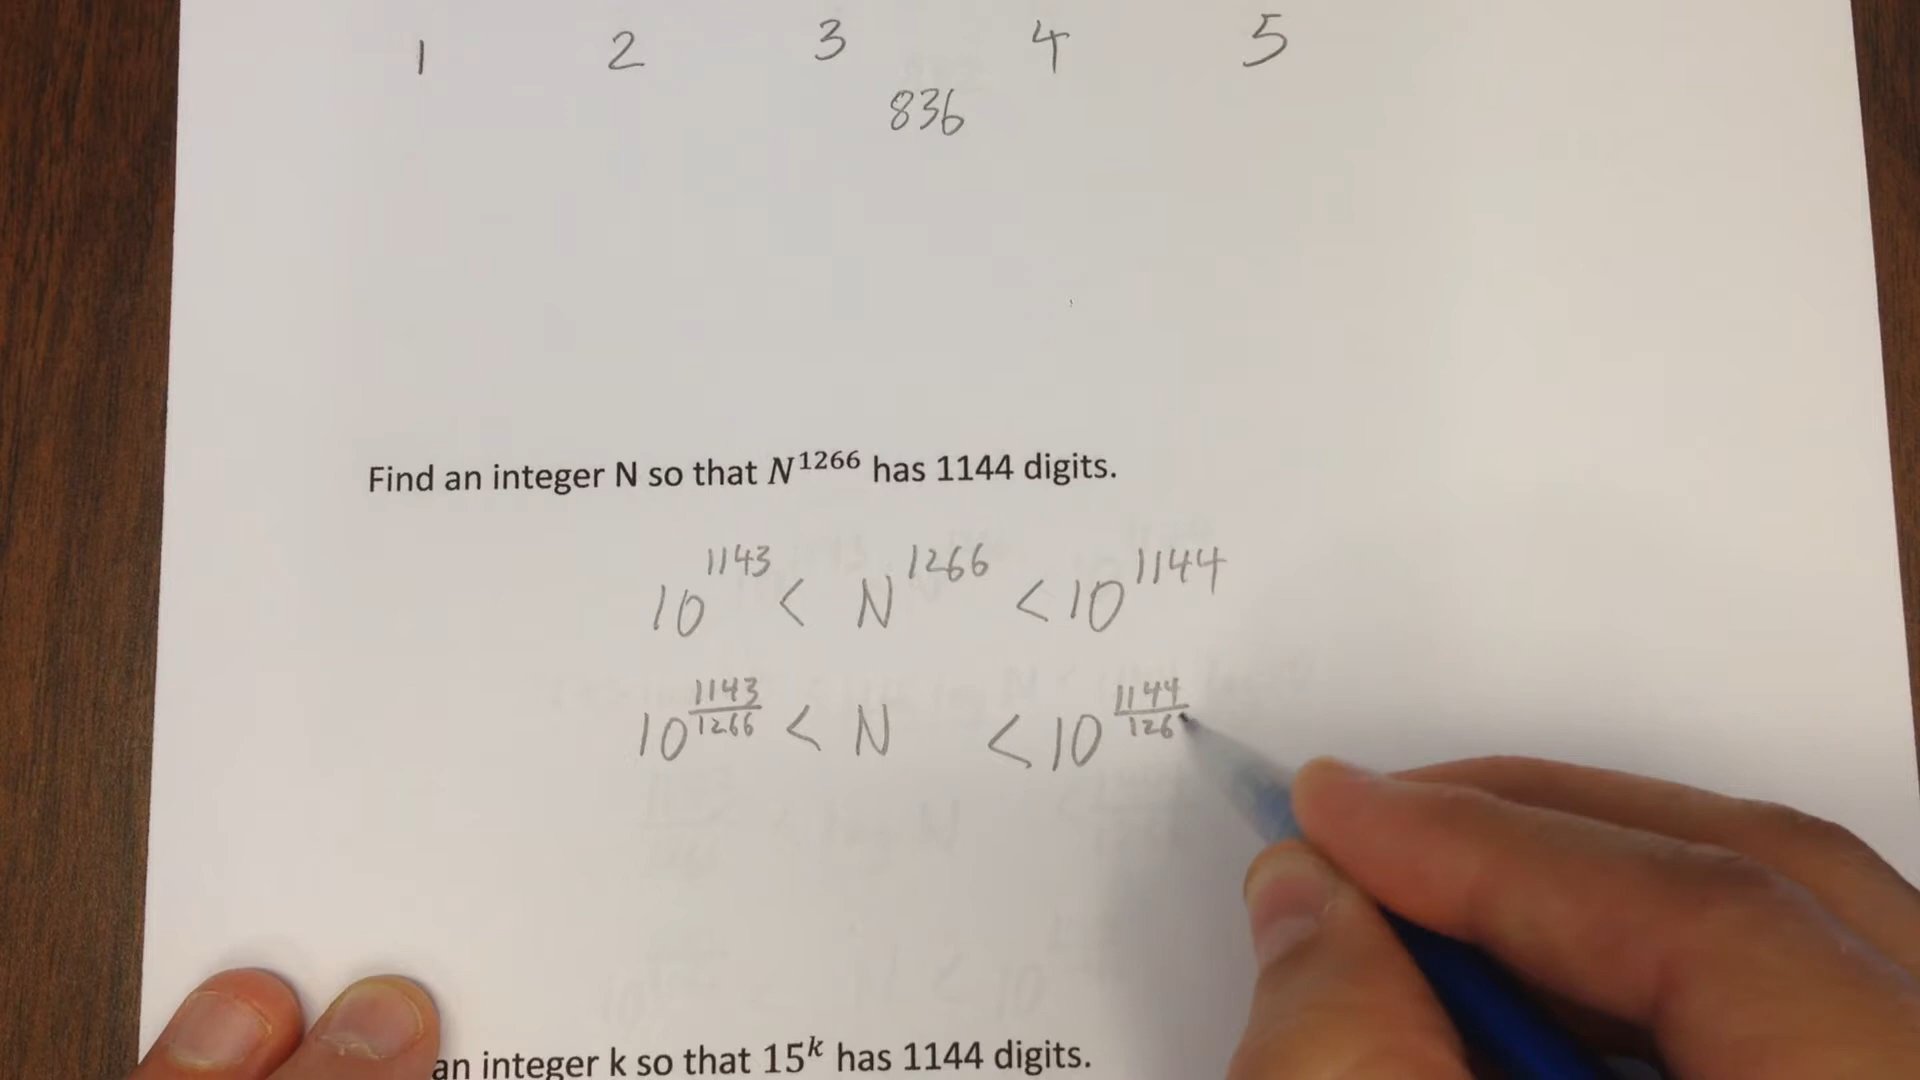 1 2 3 4 5
836
Find an integer N so that N^1266 has 1144 digits.
10^1143 < N^1266 < 10^1144
10^(1143/1266) < N < 10^(1144/126
an integer k so that 15^k has 1144 digits.